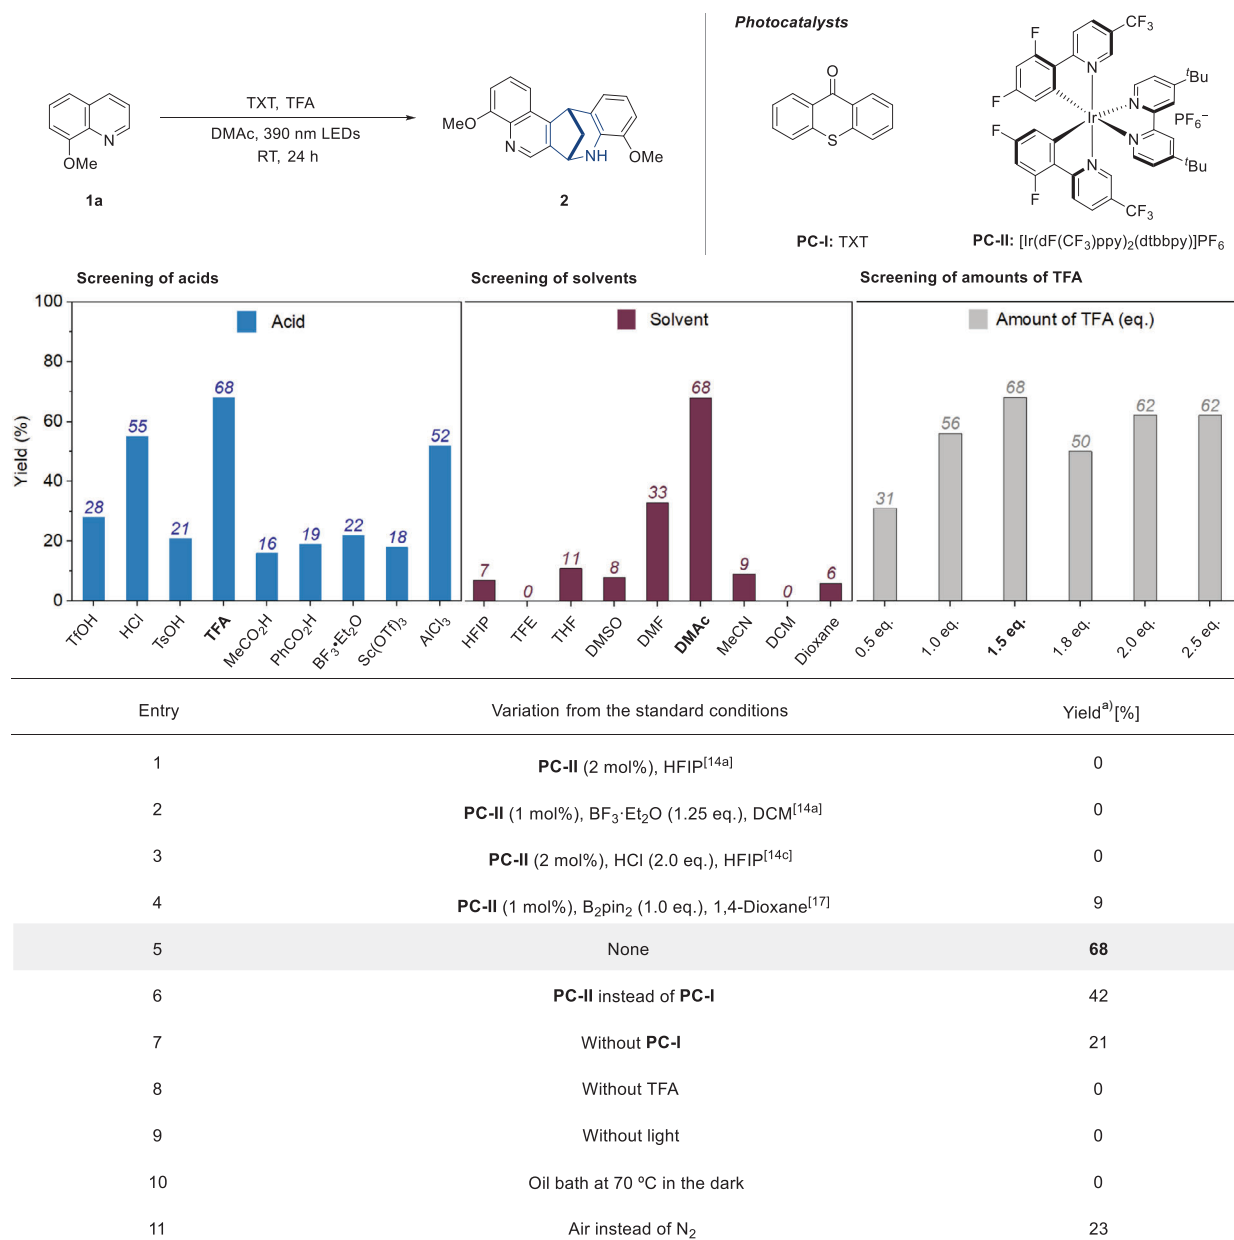 Photocatalysts
TXT, TFA
DMAc, 390 nm LEDs
RT, 24 h
N
OMe
1a
MeO
N
NH
OMe
2
O
S
PC-I: TXT
CF3
F
N
tBu
F
Ir
N
PF6−
F
N
N
tBu
F
CF3
PC-II: [Ir(dF(CF3)ppy)2(dtbbpy)]PF6
Screening of acids
Screening of solvents
Screening of amounts of TFA
Yield (%)
100
80
60
40
20
0
Acid
28
55
21
68
16
19
22
18
52
TfOH
HCl
TsOH
TFA
MeCO2H
PhCO2H
BF3•Et2O
Sc(OTf)3
AlCl3
Solvent
7
0
11
8
33
68
9
0
6
HFIP
TFE
THF
DMSO
DMF
DMAc
MeCN
DCM
Dioxane
Amount of TFA (eq.)
31
56
68
50
62
62
0.5 eq.
1.0 eq.
1.5 eq.
1.8 eq.
2.0 eq.
2.5 eq.
Entry Variation from the standard conditions Yielda)[%]
1 PC-II (2 mol%), HFIP[14a] 0
2 PC-II (1 mol%), BF3·Et2O (1.25 eq.), DCM[14a] 0
3 PC-II (2 mol%), HCl (2.0 eq.), HFIP[14c] 0
4 PC-II (1 mol%), B2pin2 (1.0 eq.), 1,4-Dioxane[17] 9
5 None 68
6 PC-II instead of PC-I 42
7 Without PC-I 21
8 Without TFA 0
9 Without light 0
10 Oil bath at 70 ºC in the dark 0
11 Air instead of N2 23